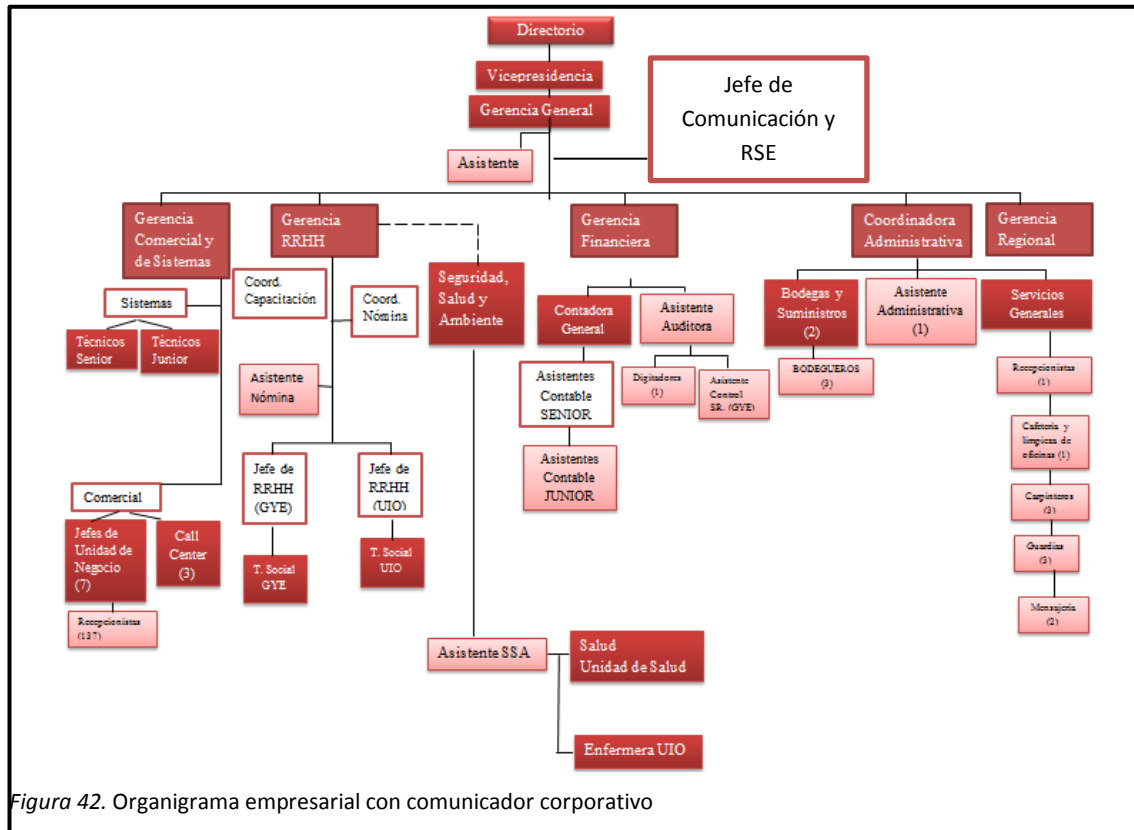 Directorio
Vicepresidencia
Gerencia General
Jefe de
Comunicación y
RSE
Asistente
Gerencia
Comercial y
de Sistemas
Gerencia
RRHH
Gerencia
Financiera
Coordinadora
Administrativa
Gerencia
Regional
Sistemas
Técnicos
Senior
Técnicos
Junior
Coord.
Capacitación
Coord.
Nómina
Asistente
Nómina
Seguridad,
Salud y
Ambiente
Contadora
General
Asistente
Auditora
Asistentes
Contable
SENIOR
Digitadores
(1)
Asistente
Control
SR. (GYE)
Asistentes
Contable
JUNIOR
Bodegas y
Suministros
(2)
BODEGUEROS
(3)
Asistente
Administrativa
(1)
Servicios
Generales
Recepcionistas
(1)
Cafetería y
limpieza de
oficinas (1)
Carpinteros
(3)
Guardias
(3)
Mensajería
(2)
Comercial
Jefes de
Unidad de
Negocio
(7)
Call
Center
(3)
Recepcionistas
(137)
Jefe de
RRHH
(GYE)
Jefe de
RRHH
(UIO)
T. Social
GYE
T. Social
UIO
Asistente SSA
Salud
Unidad de Salud
Enfermera UIO
Figura 42. Organigrama empresarial con comunicador corporativo